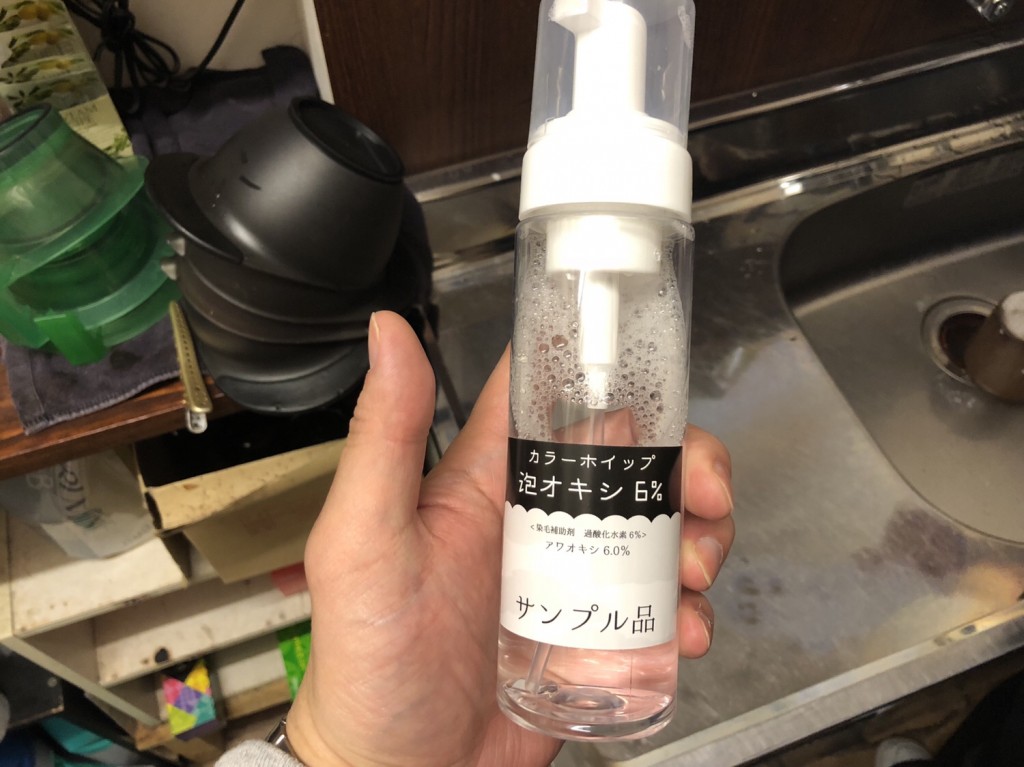 カラーホイップ
泡オキシ 6%
<染毛補助剤 過酸化水素 6%>
アワオキシ 6.0%
サンプル品